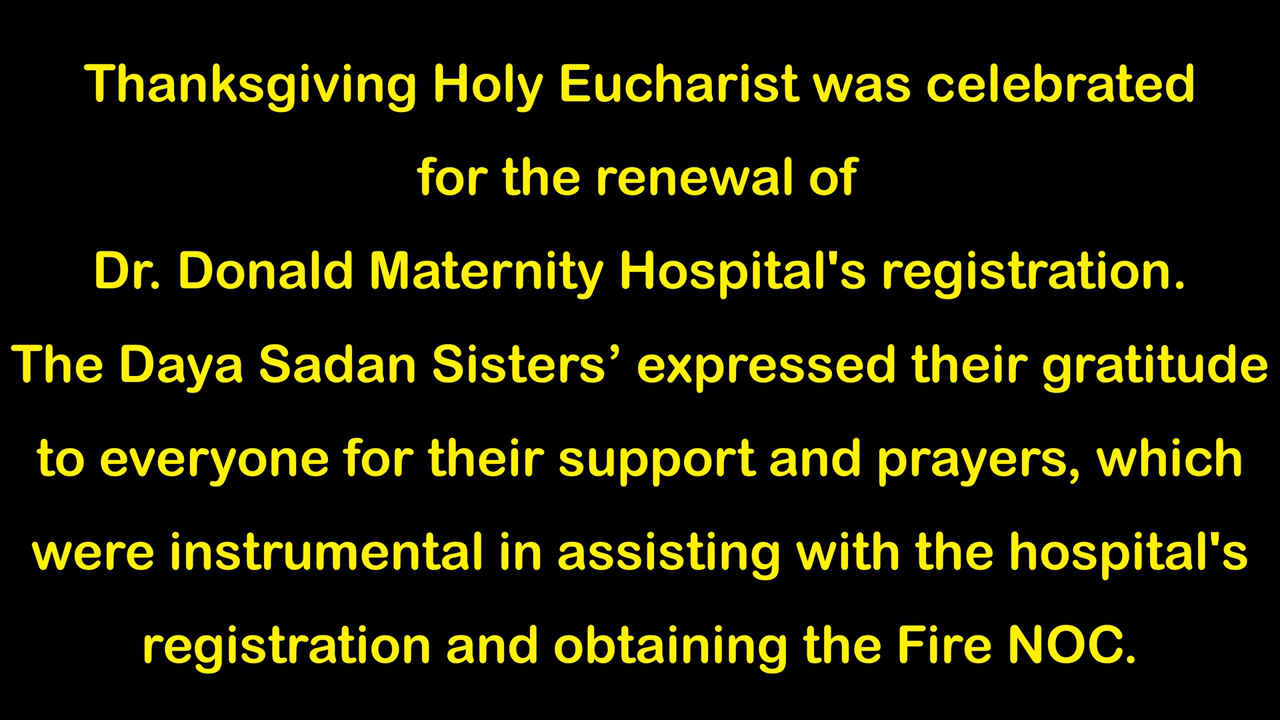 Thanksgiving Holy Eucharist was celebrated
for the renewal of
Dr. Donald Maternity Hospital's registration.
The Daya Sadan Sisters’ expressed their gratitude
to everyone for their support and prayers, which
were instrumental in assisting with the hospital's
registration and obtaining the Fire NOC.